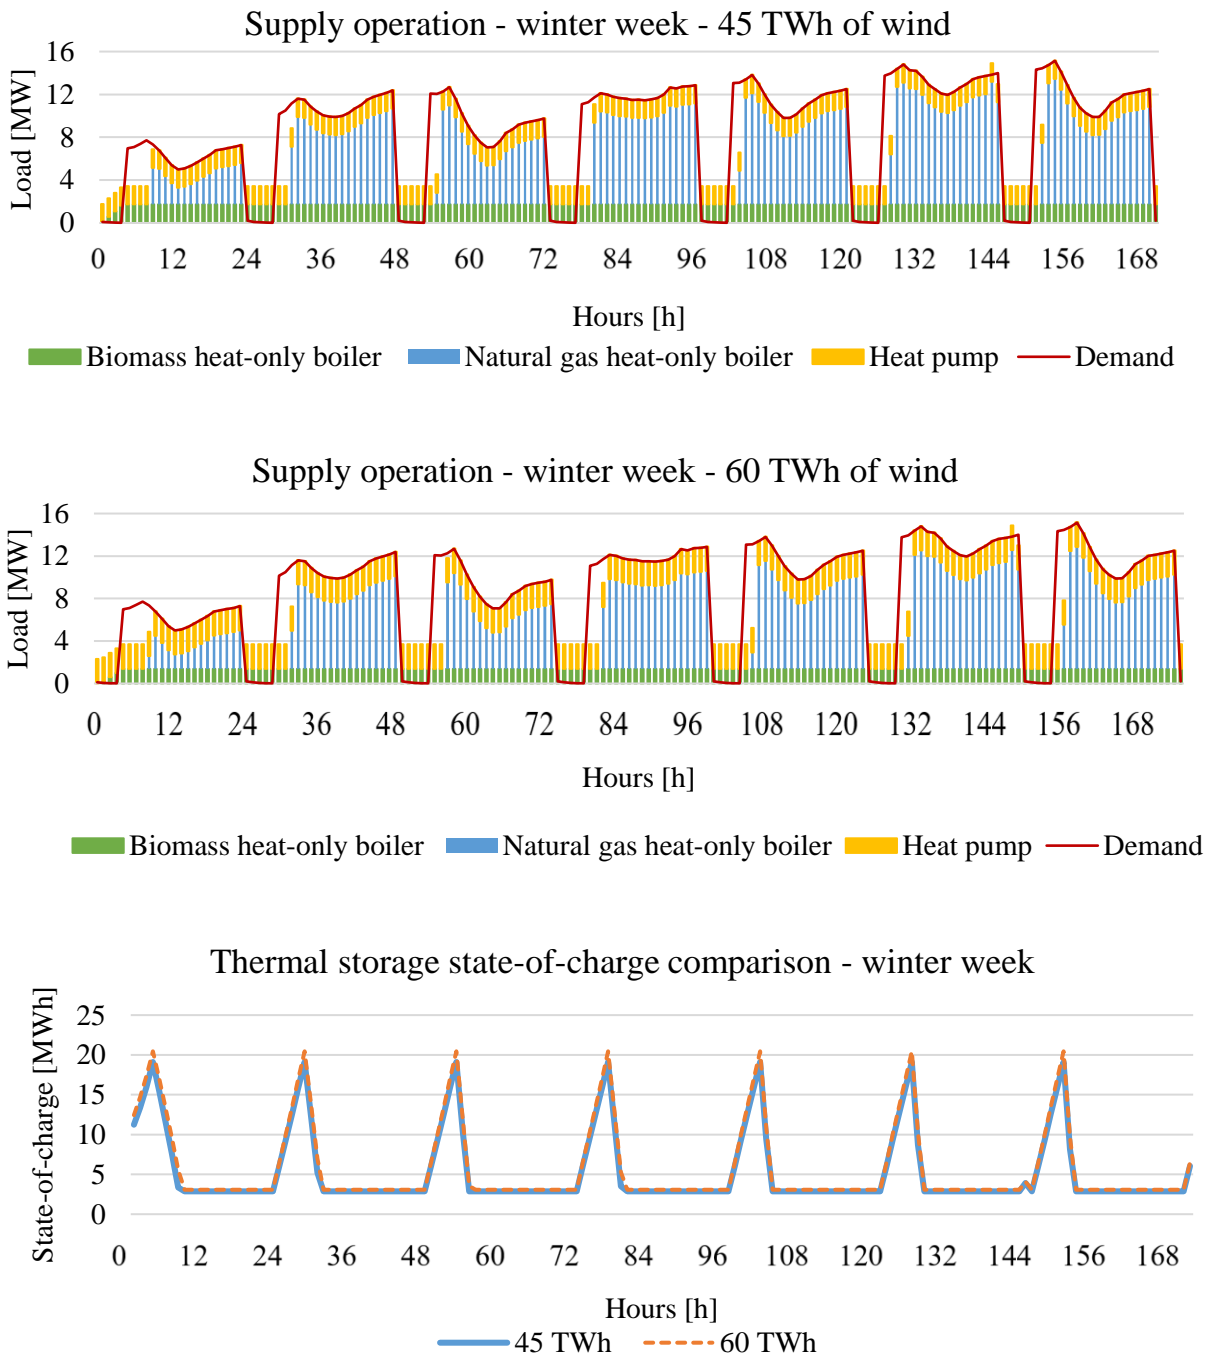 Supply operation - winter week - 45 TWh of wind
Load [MW]
16
12
8
4
0
0 12 24 36 48 60 72 84 96 108 120 132 144 156 168
Hours [h]
Biomass heat-only boiler Natural gas heat-only boiler Heat pump Demand
Supply operation - winter week - 60 TWh of wind
Load [MW]
16
12
8
4
0
0 12 24 36 48 60 72 84 96 108 120 132 144 156 168
Hours [h]
Biomass heat-only boiler Natural gas heat-only boiler Heat pump Demand
Thermal storage state-of-charge comparison - winter week
State-of-charge [MWh]
25
20
15
10
5
0
0 12 24 36 48 60 72 84 96 108 120 132 144 156 168
Hours [h]
45 TWh 60 TWh